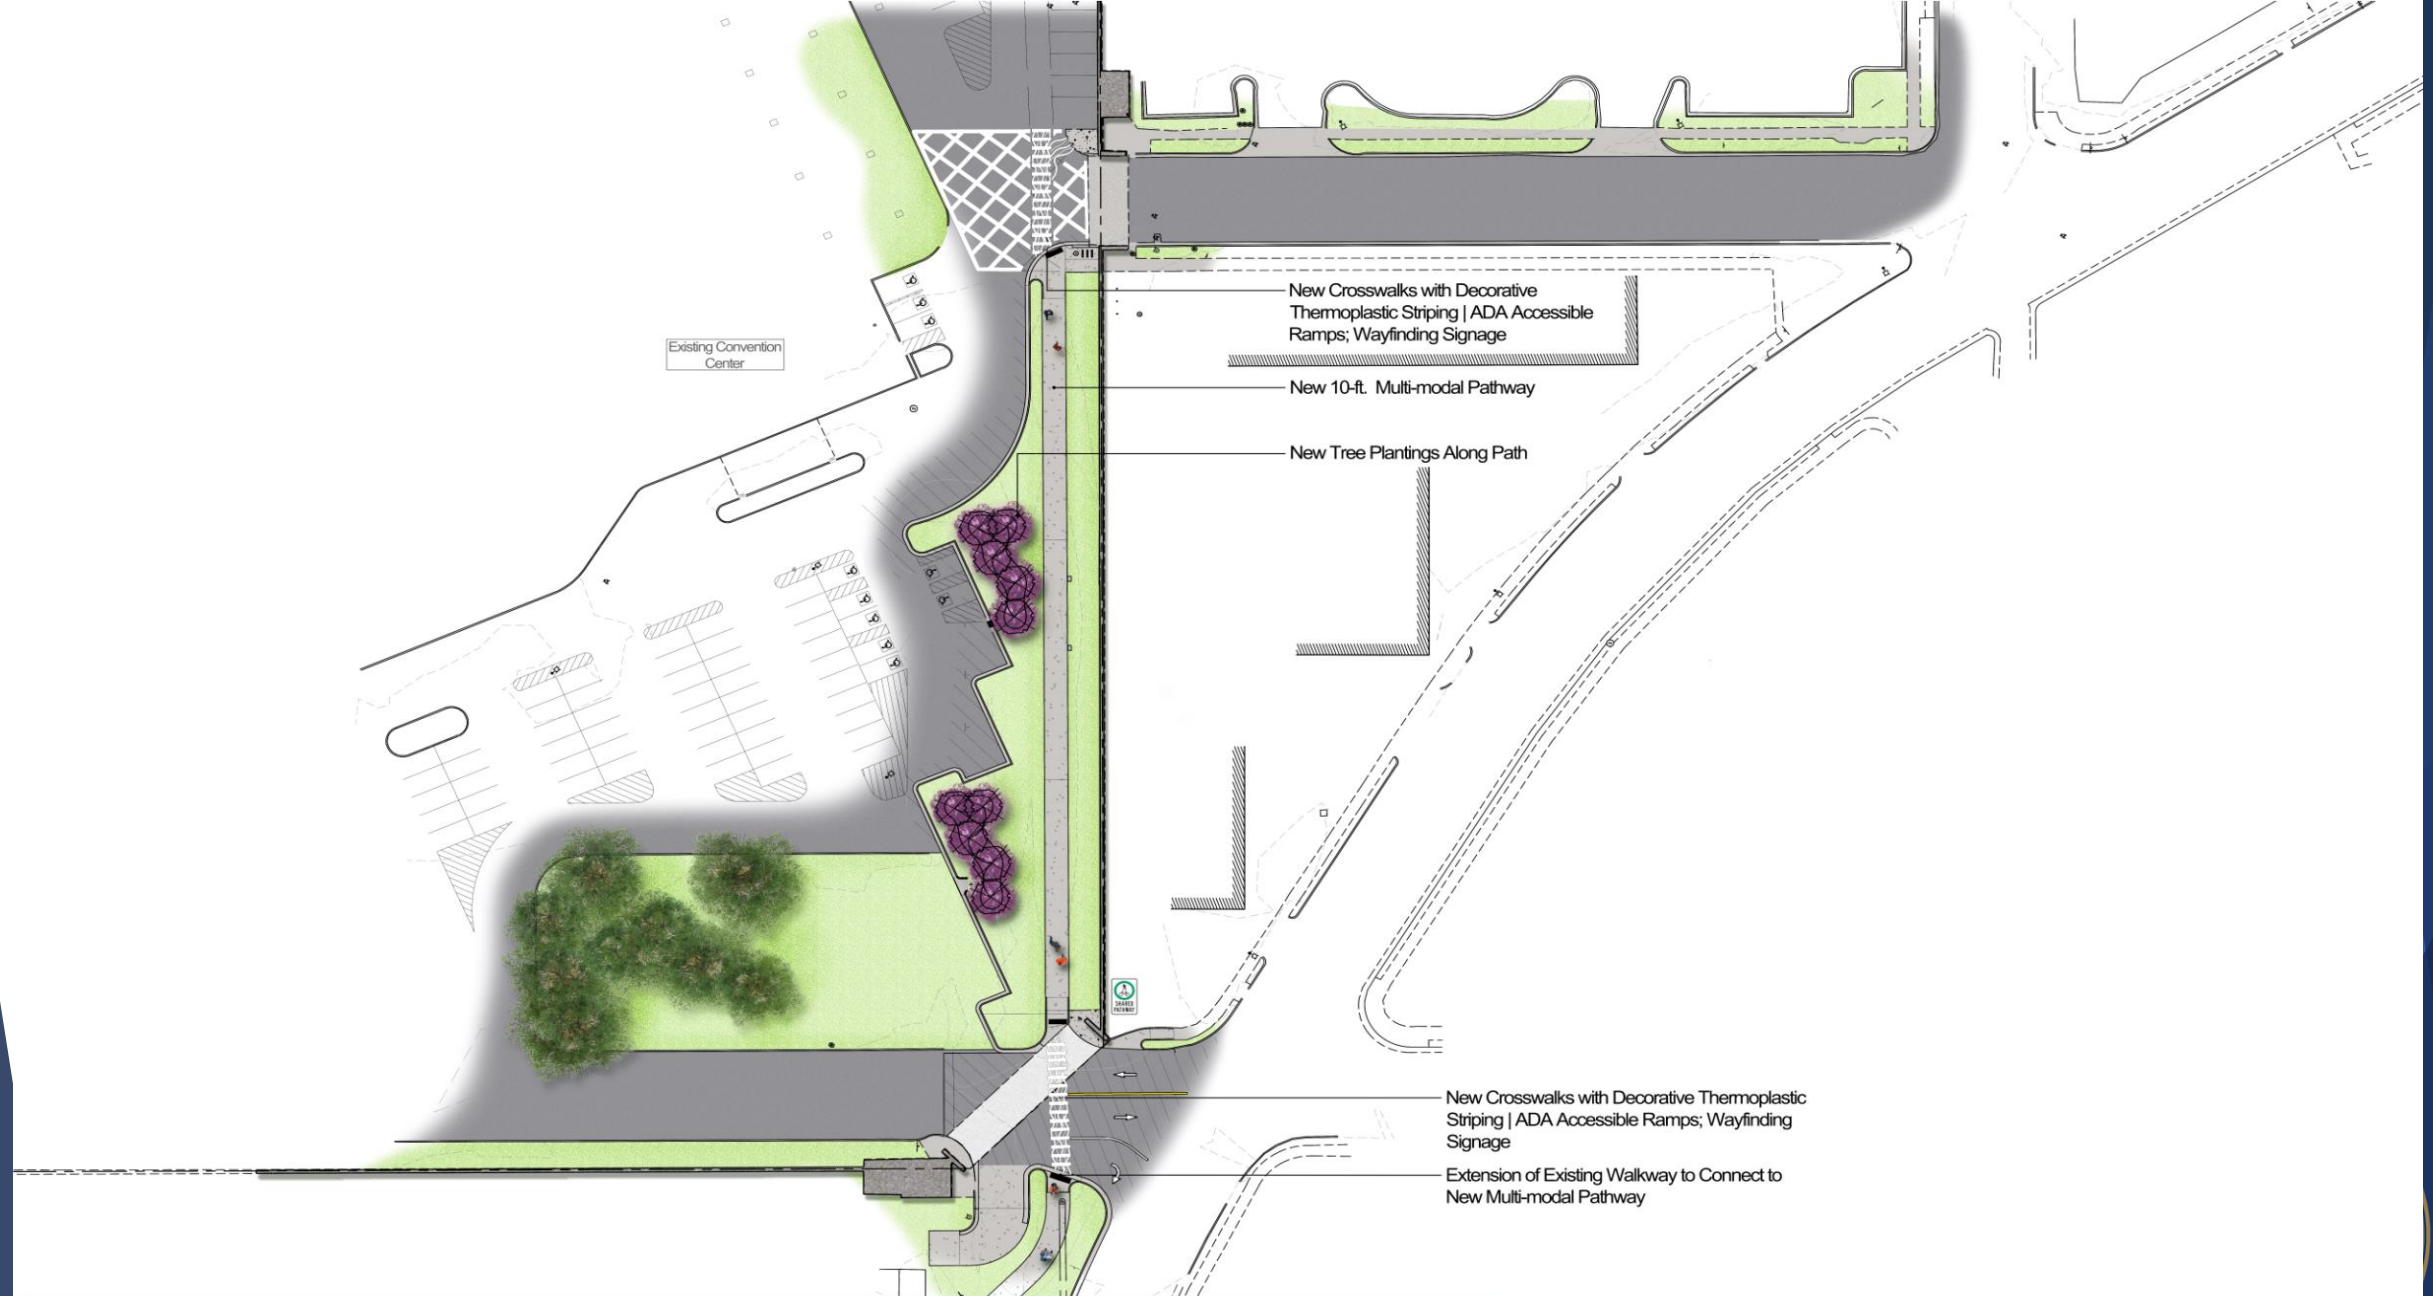 New Crosswalks with Decorative
Thermoplastic Striping | ADA Accessible
Ramps; Wayfinding Signage
Existing Convention
Center
New 10-ft. Multi-modal Pathway
New Tree Plantings Along Path
SHARED
PATHWAY
New Crosswalks with Decorative Thermoplastic
Striping | ADA Accessible Ramps; Wayfinding
Signage
Extension of Existing Walkway to Connect to
New Multi-modal Pathway